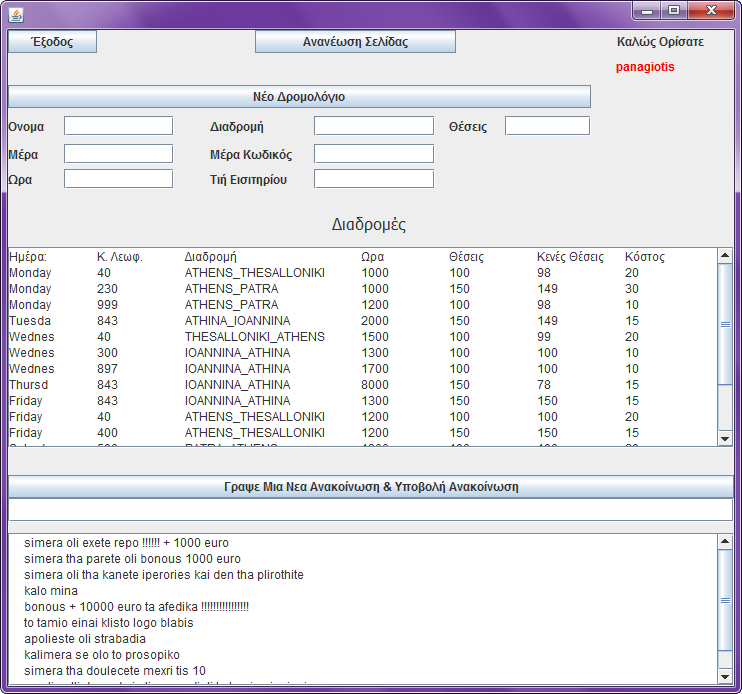 Έξοδος Ανανέωση Σελίδας Καλώς Ορίσατε
panagiotis
Νέο Δρομολόγιο
Ονομα Διαδρομή Θέσεις
Μέρα Μέρα Κωδικός
Ωρα Τιή Εισιτηρίου
Διαδρομές
Ημέρα: Κ. Λεωφ. Διαδρομή Ωρα Θέσεις Κενές Θέσεις Κόστος
Monday 40 ATHENS_THESALLONIKI 1000 100 98 20
Monday 230 ATHENS_PATRA 1000 150 149 30
Monday 999 ATHENS_PATRA 1200 100 98 10
Tuesda 843 ATHINA_IOANNINA 2000 150 149 15
Wednes 40 THESALLONIKI_ATHENS 1500 100 99 20
Wednes 300 IOANNINA_ATHINA 1300 100 100 10
Wednes 897 IOANNINA_ATHINA 1700 100 100 10
Thursd 843 IOANNINA_ATHINA 8000 150 78 15
Friday 843 IOANNINA_ATHINA 1300 150 150 15
Friday 40 ATHENS_THESALLONIKI 1200 100 100 20
Friday 400 ATHENS_THESALLONIKI 1200 150 150 15
Γραψε Μια Νεα Ανακοίνωση & Υποβολή Ανακοίνωση
simera oli exete repo !!!!!! + 1000 euro
simera tha parete oli bonous 1000 euro
simera oli tha kanete iperories kai den tha plirothite
kalo mina
bonous + 10000 euro ta afedika !!!!!!!!!!!!!!!!
to tamio einai klisto logo blabis
apolieste oli strabadia
kalimera se olo to prosopiko
simera tha doulecete mexri tis 10